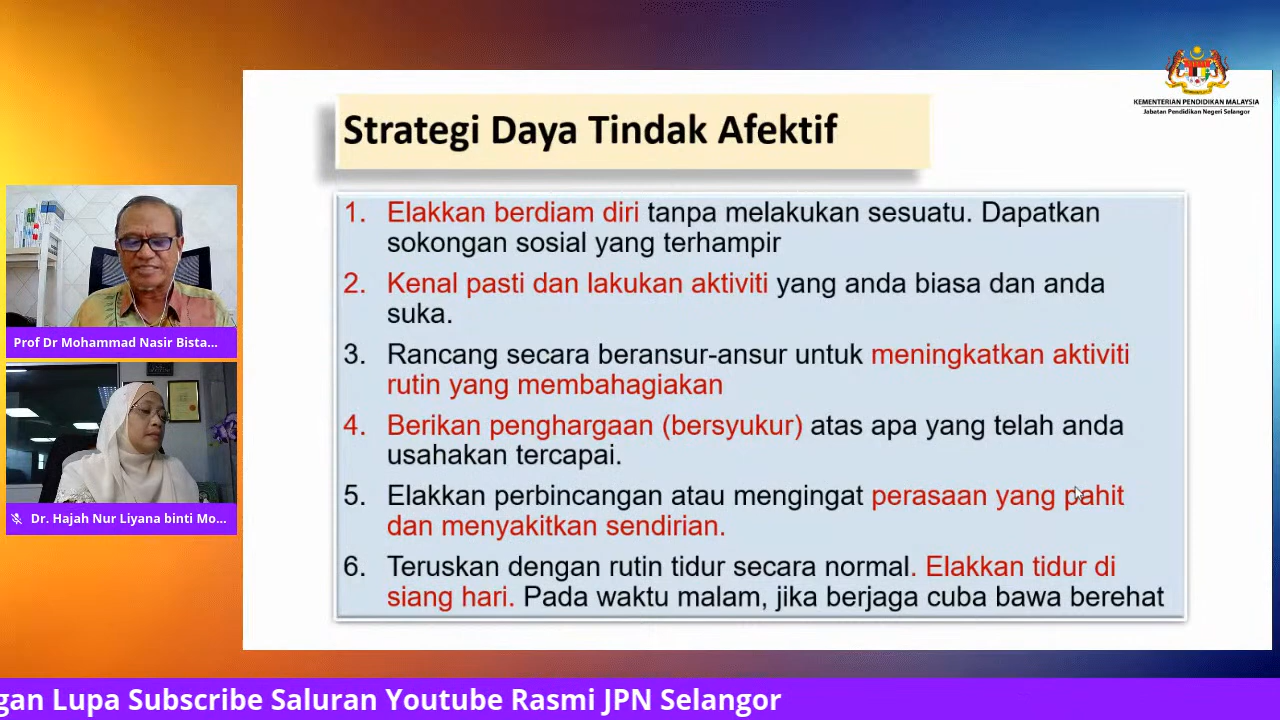 KEMENTERIAN PENDIDIKAN MALAYSIA
Jabatan Pendidikan Negeri Selangor
Strategi Daya Tindak Afektif
1. Elakkan berdiam diri tanpa melakukan sesuatu. Dapatkan
sokongan sosial yang terhampir
2. Kenal pasti dan lakukan aktiviti yang anda biasa dan anda
suka.
3. Rancang secara beransur-ansur untuk meningkatkan aktiviti
rutin yang membahagiakan
4. Berikan penghargaan (bersyukur) atas apa yang telah anda
usahakan tercapai.
5. Elakkan perbincangan atau mengingat perasaan yang pahit
dan menyakitkan sendirian.
6. Teruskan dengan rutin tidur secara normal. Elakkan tidur di
siang hari. Pada waktu malam, jika berjaga cuba bawa berehat
Prof Dr Mohammad Nasir Bista...
Dr. Hajah Nur Liyana binti Mo...
gan Lupa Subscribe Saluran Youtube Rasmi JPN Selangor